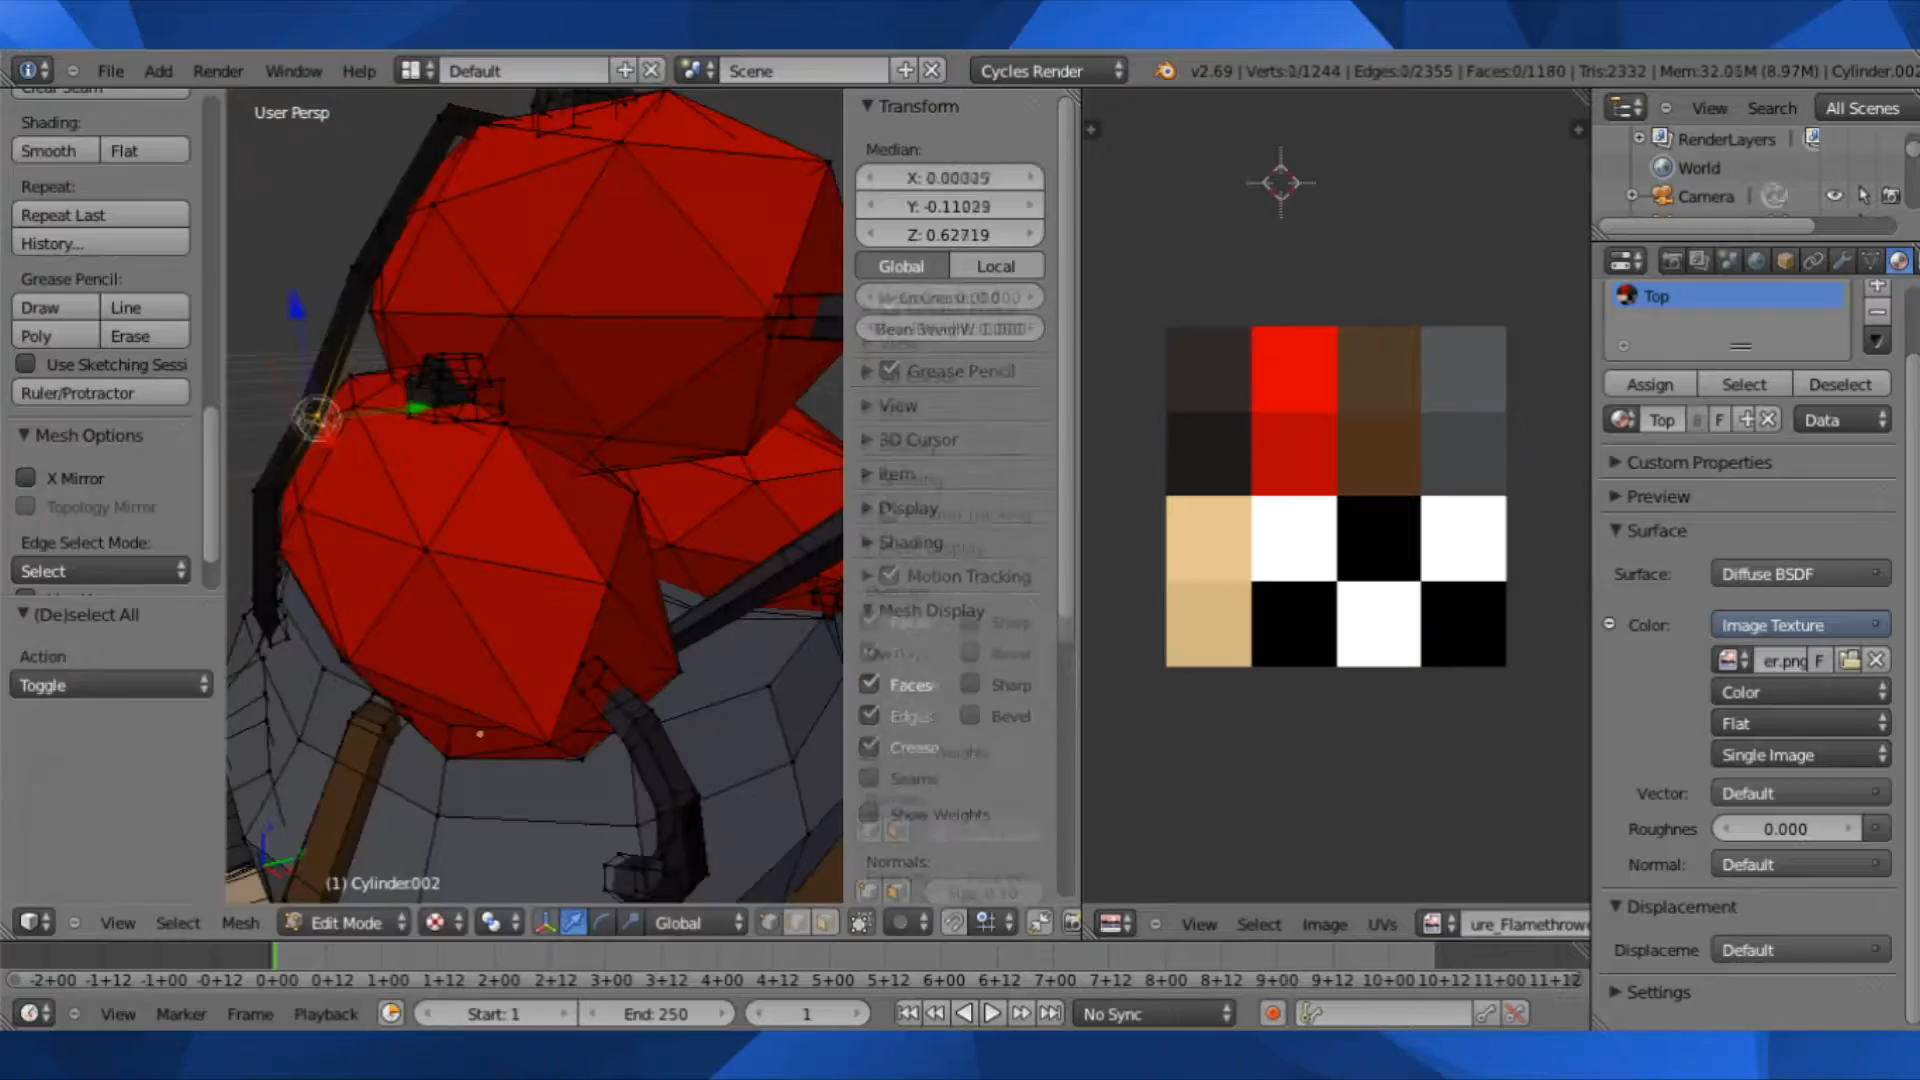 File Add Render Window Help Default Scene Cycles Render v2.69 | Verts:0/1244 | Edges:0/2355 | Faces:0/1180 | Tris:2332 | Mem:32.01M (8.97M) | Cylinder.002
Shading:
Smooth Flat
Repeat:
Repeat Last
History...
Grease Pencil:
Draw Line
Poly Erase
Use Sketching Sessi
Ruler/Protractor
Mesh Options
X Mirror
Topology Mirror
Edge Select Mode:
Select
(De)select All
Action
Toggle
User Persp
(1) Cylinder.002
Transform
Median:
X:
Y: -0.11029
Z: 0.62719
Global Local
Grease Pencil
View
3D Cursor
Item
Display
Shading
Motion Tracking
Mesh Display
Faces Sharp
Edges Bevel
Crease
Seams
Show Weights
Normals:
View Select Mesh Edit Mode Global
View Select Image UVs ure_Flamethrowe
View Search All Scenes
RenderLayers
World
Camera
Top
Assign Select Deselect
Top F Data
Custom Properties
Preview
Surface
Surface: Diffuse BSDF
Color: Image Texture
er.png F
Color
Flat
Single Image
Vector: Default
Roughnes 0.000
Normal: Default
Displacement
Displaceme Default
Settings
-2+00 -1+12 -1+00 -0+12 0+00 0+12 1+00 1+12 2+00 2+12 3+00 3+12 4+00 4+12 5+00 5+12 6+00 6+12 7+00 7+12 8+00 8+12 9+00 9+12 10+00 10+12 11+00 11+12
View Marker Frame Playback Start: 1 End: 250 1 No Sync